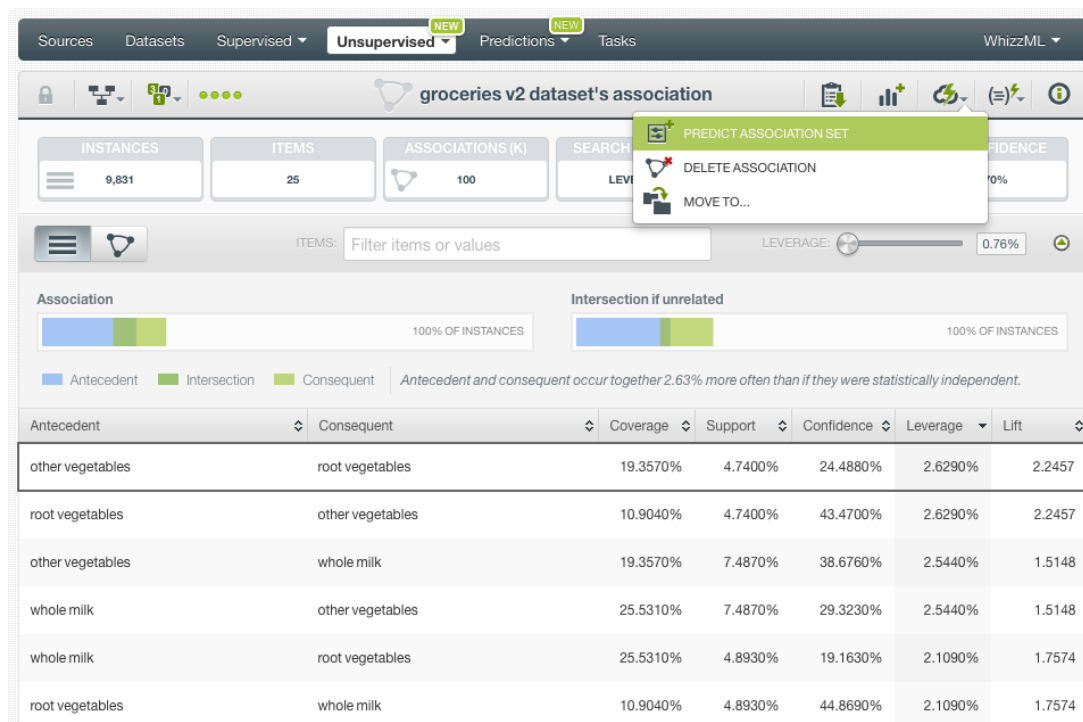 NEW NEW
Sources Datasets Supervised Unsupervised Predictions Tasks WhizzML
groceries v2 dataset's association
PREDICT ASSOCIATION SET
DELETE ASSOCIATION
MOVE TO...
INSTANCES ITEMS ASSOCIATIONS (K) SEARCH FIDENCE
9,831 25 100 LEVE 70%
ITEMS: Filter items or values LEVERAGE: 0.76%
Association Intersection if unrelated
100% OF INSTANCES 100% OF INSTANCES
Antecedent Intersection Consequent Antecedent and consequent occur together 2.63% more often than if they were statistically independent.
Antecedent Consequent Coverage Support Confidence Leverage Lift
other vegetables root vegetables 19.3570% 4.7400% 24.4880% 2.6290% 2.2457
root vegetables other vegetables 10.9040% 4.7400% 43.4700% 2.6290% 2.2457
other vegetables whole milk 19.3570% 7.4870% 38.6760% 2.5440% 1.5148
whole milk other vegetables 25.5310% 7.4870% 29.3230% 2.5440% 1.5148
whole milk root vegetables 25.5310% 4.8930% 19.1630% 2.1090% 1.7574
root vegetables whole milk 10.9040% 4.8930% 44.8690% 2.1090% 1.7574